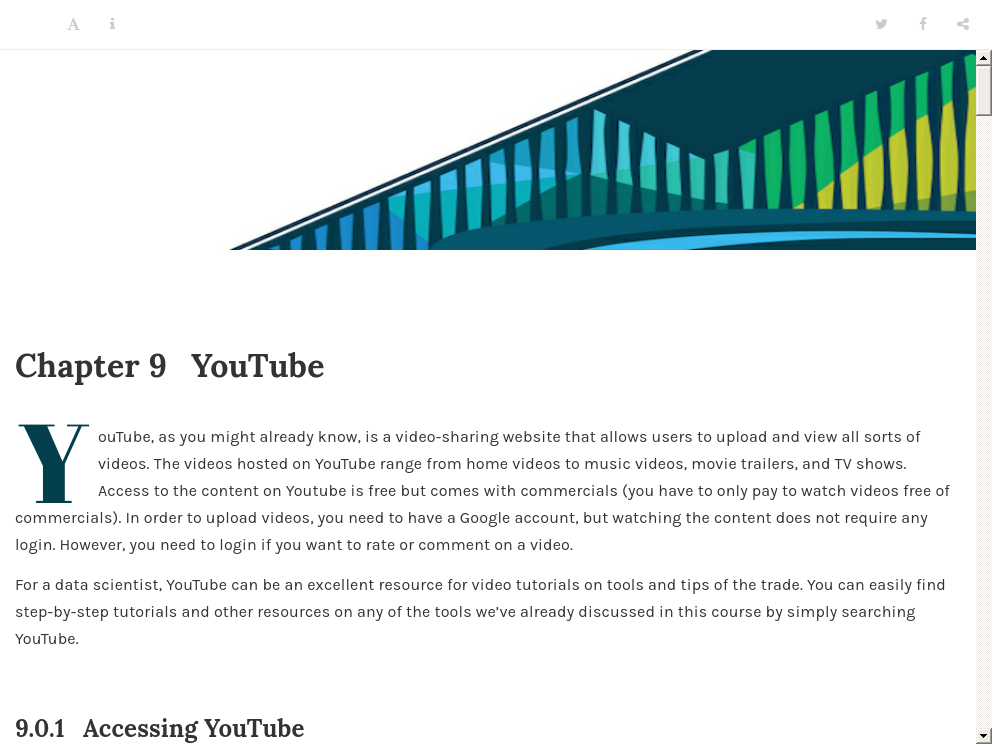 A i
Chapter 9 YouTube
YouTube, as you might already know, is a video-sharing website that allows users to upload and view all sorts of
videos. The videos hosted on YouTube range from home videos to music videos, movie trailers, and TV shows.
Access to the content on Youtube is free but comes with commercials (you have to only pay to watch videos free of
commercials). In order to upload videos, you need to have a Google account, but watching the content does not require any
login. However, you need to login if you want to rate or comment on a video.
For a data scientist, YouTube can be an excellent resource for video tutorials on tools and tips of the trade. You can easily find
step-by-step tutorials and other resources on any of the tools we’ve already discussed in this course by simply searching
YouTube.
9.0.1 Accessing YouTube